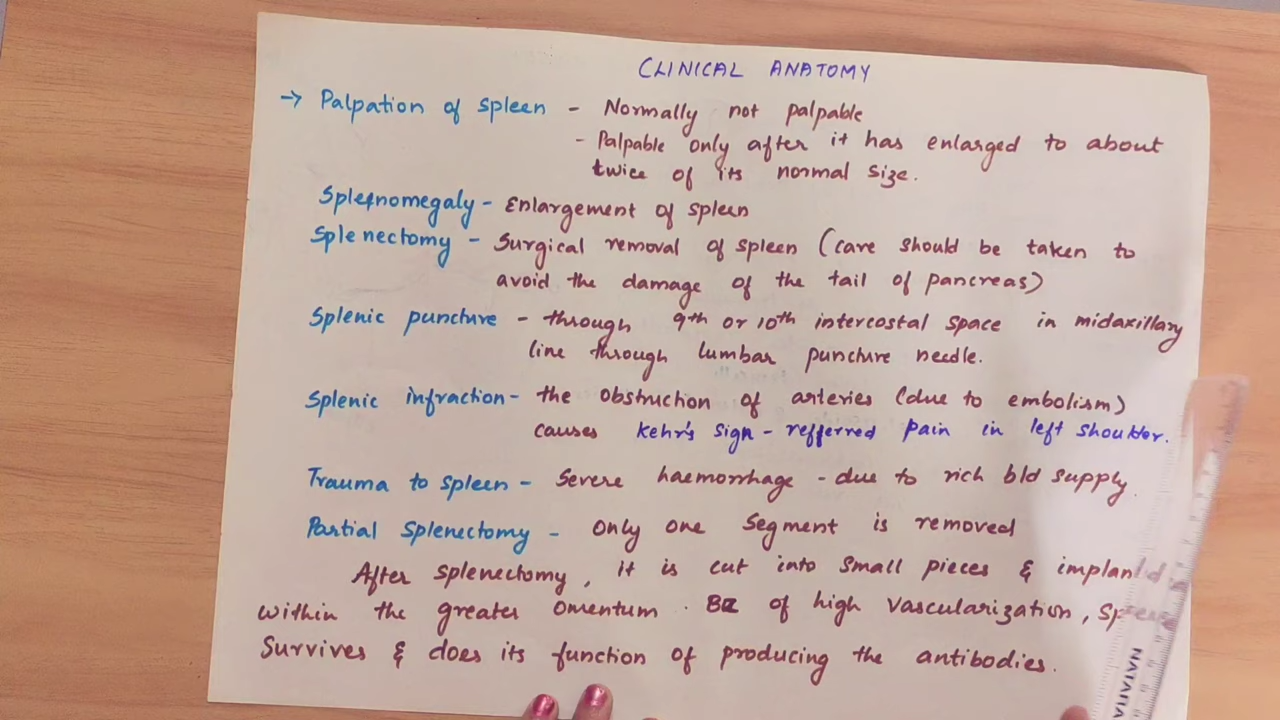 CLINICAL ANATOMY
→ Palpation of spleen - Normally not palpable
- Palpable only after it has enlarged to about
twice of its normal size.
Splenomegaly - Enlargement of spleen
Splenectomy - Surgical removal of spleen (care should be taken to
avoid the damage of the tail of pancreas)
Splenic puncture - through 9th or 10th intercostal space in midaxillary
line through lumbar puncture needle.
Splenic infraction - the obstruction of arteries (due to embolism)
causes Kehr's sign - refferred pain in left shoulder.
Trauma to spleen - Severe haemorrhage - due to rich bld supply.
Partial Splenectomy - Only one segment is removed
After splenectomy, it is cut into small pieces & implantd
within the greater omentum. Bz of high vascularization,
Survives & does its function of producing the antibodies.
NATARA